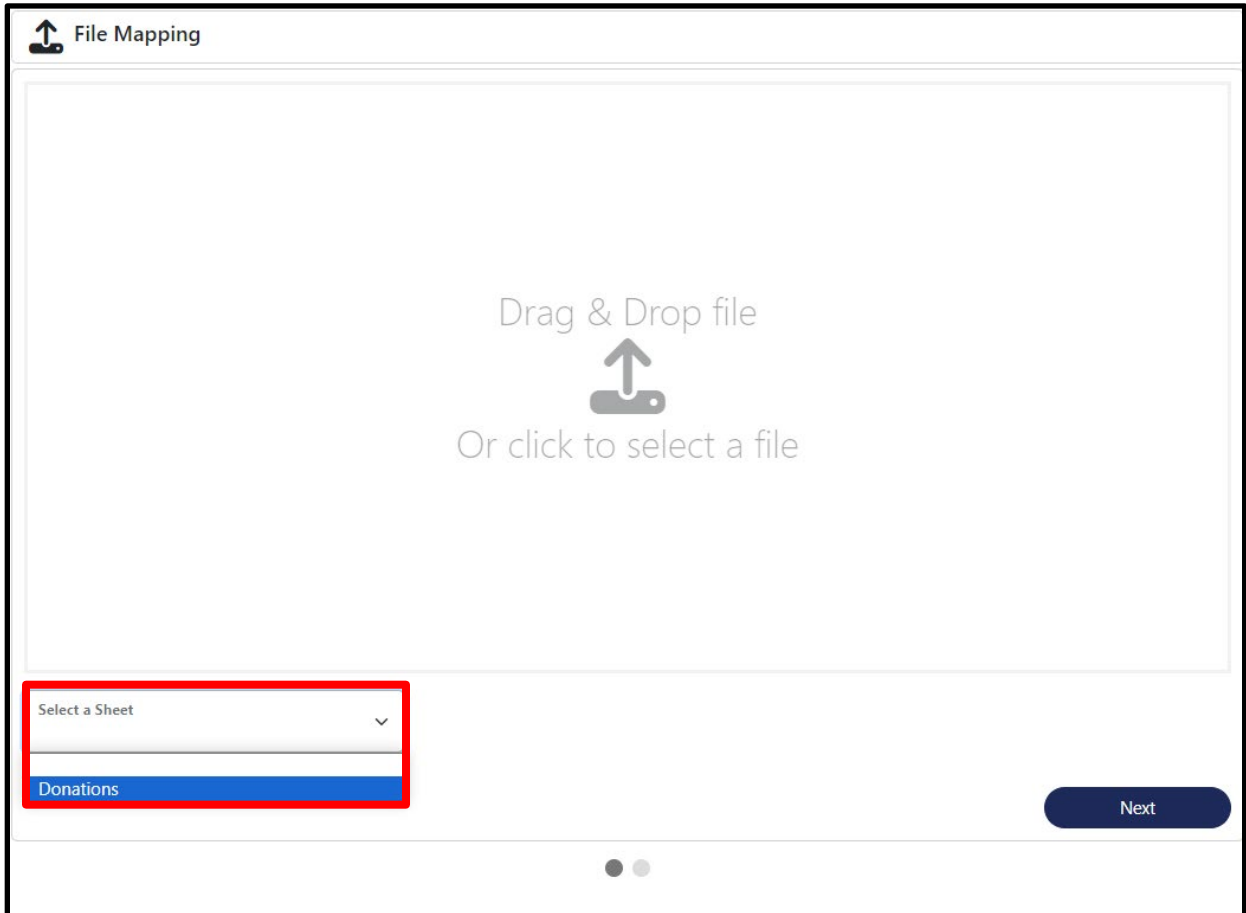 File Mapping
Drag & Drop file
Or click to select a file
Select a Sheet
Donations
Next